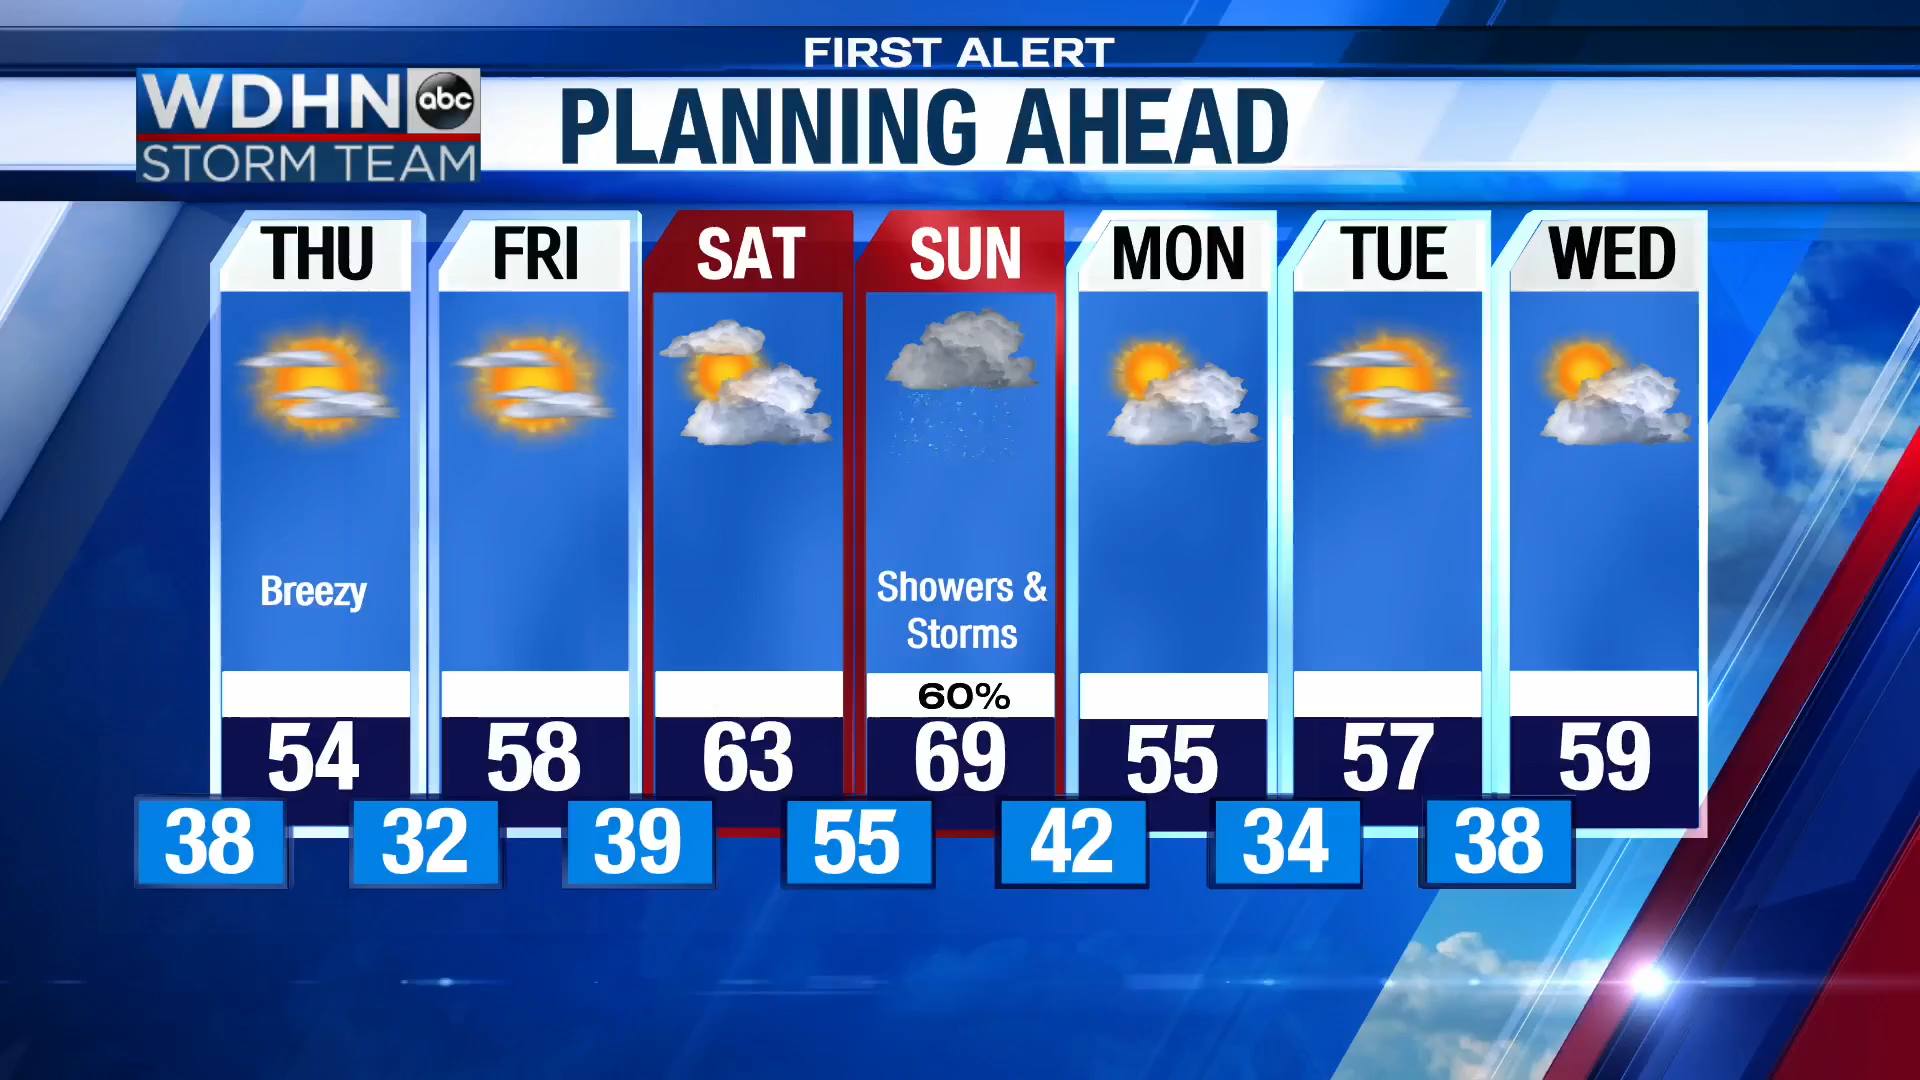 FIRST ALERT
WDHN abc
STORM TEAM
PLANNING AHEAD
THU FRI SAT SUN MON TUE WED
Breezy
Showers &
Storms
60%
54 58 63 69 55 57 59
38 32 39 55 42 34 38